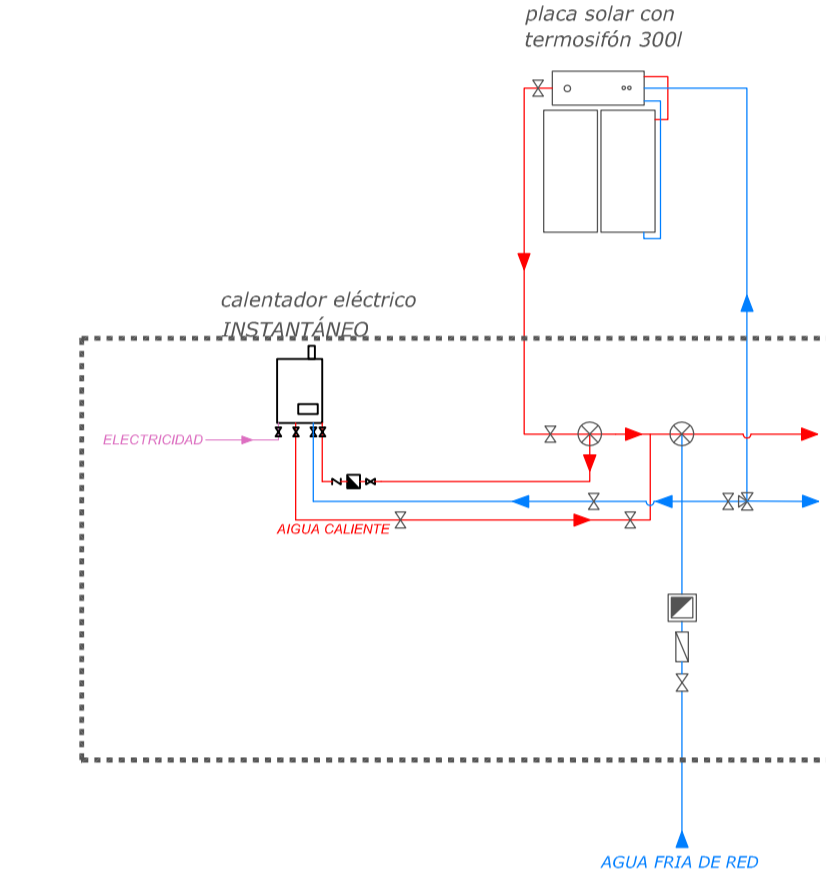 placa solar con
termosifón 300l
calentador eléctrico
INSTANTÁNEO
ELECTRICIDAD
AIGUA CALIENTE
AGUA FRIA DE RED